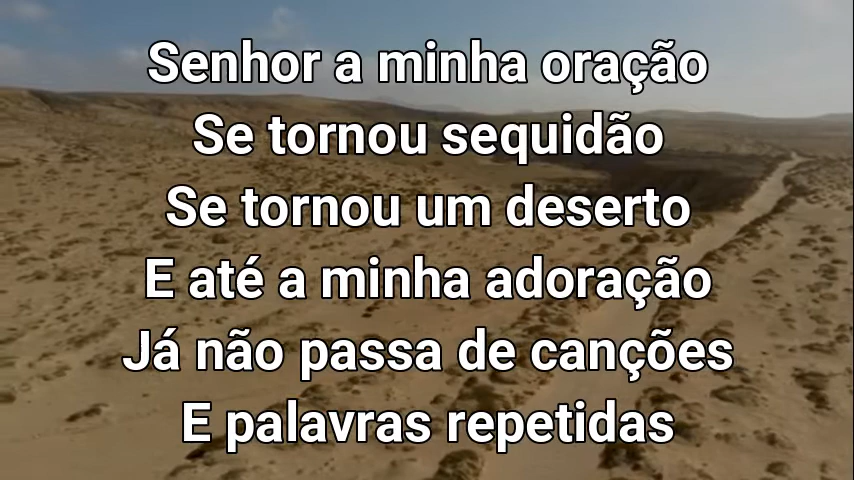 Senhor a minha oração
Se tornou sequidão
Se tornou um deserto
E até a minha adoração
Já não passa de canções
E palavras repetidas